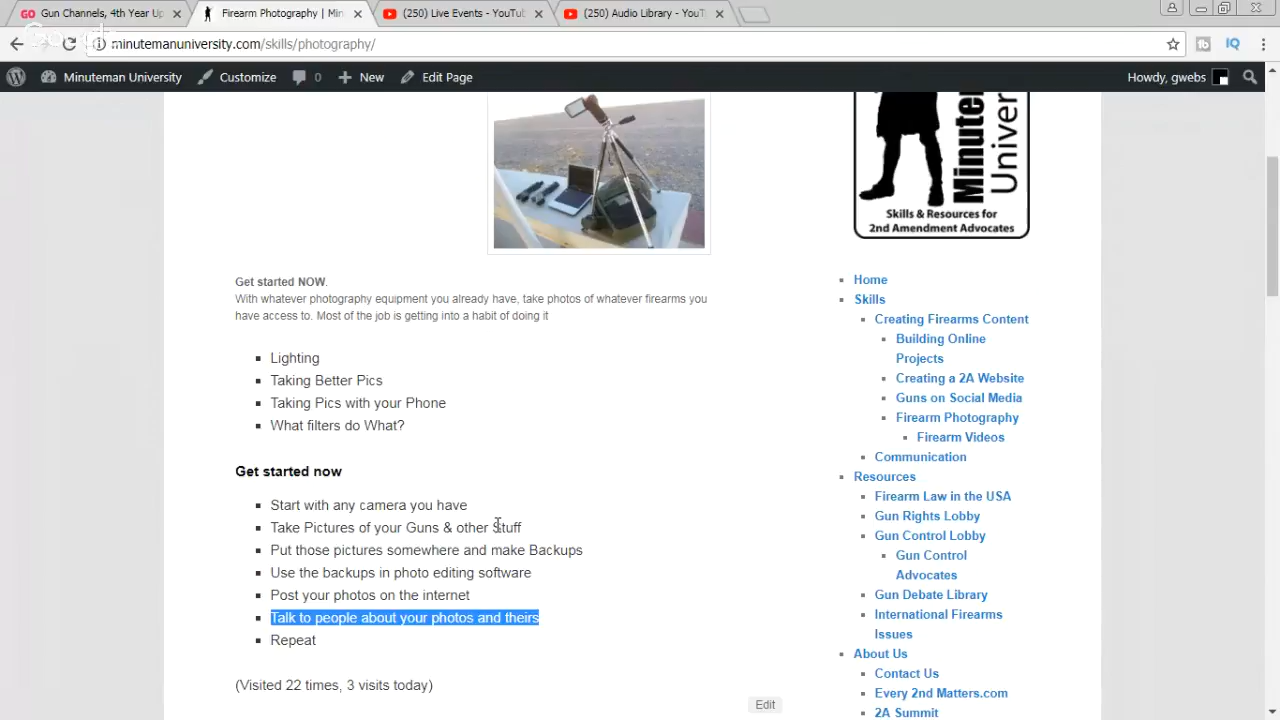 Gun Channels, 4th Year Up
Firearm Photography | Min
(250) Live Events - YouTu
(250) Audio Library - YouT
minutemanuniversity.com/skills/photography/
IQ
Minuteman University
Customize
0
New
Edit Page
Howdy, gwebs
Minute
Univer
Skills & Resources for
2nd Amendment Advocates
Get started NOW.
With whatever photography equipment you already have, take photos of whatever firearms you
have access to. Most of the job is getting into a habit of doing it
Lighting
Taking Better Pics
Taking Pics with your Phone
What filters do What?
Get started now
Start with any camera you have
Take Pictures of your Guns & other Stuff
Put those pictures somewhere and make Backups
Use the backups in photo editing software
Post your photos on the internet
Talk to people about your photos and theirs
Repeat
(Visited 22 times, 3 visits today)
Edit
Home
Skills
Creating Firearms Content
Building Online
Projects
Creating a 2A Website
Guns on Social Media
Firearm Photography
Firearm Videos
Communication
Resources
Firearm Law in the USA
Gun Rights Lobby
Gun Control Lobby
Gun Control
Advocates
Gun Debate Library
International Firearms
Issues
About Us
Contact Us
Every 2nd Matters.com
2A Summit